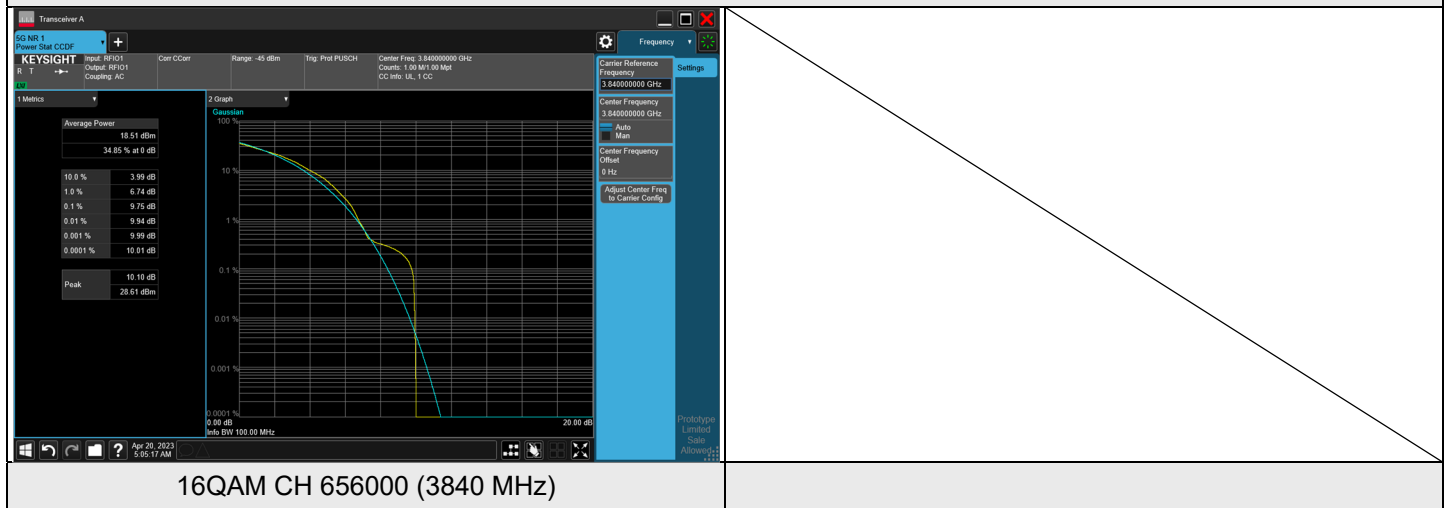 Transceiver A
5G NR 1
Power Stat CCDF
+
Frequency
KEYSIGHT
R T
LXI
Input: RFIO1
Output: RFIO1
Coupling: AC
Corr CCorr
Range: -45 dBm
Trig: Prot PUSCH
Center Freq: 3.840000000 GHz
Counts: 1.00 M/1.00 Mpt
CC Info: UL, 1 CC
Carrier Reference
Frequency
3.840000000 GHz
Settings
Center Frequency
3.840000000 GHz
Auto
Man
Center Frequency
Offset
0 Hz
Adjust Center Freq
to Carrier Config
1 Metrics
Average Power
18.51 dBm
34.85 % at 0 dB
10.0 % 3.99 dB
1.0 % 6.74 dB
0.1 % 9.75 dB
0.01 % 9.94 dB
0.001 % 9.99 dB
0.0001 % 10.01 dB
Peak
10.10 dB
28.61 dBm
2 Graph
Gaussian
100 %
10 %
1 %
0.1 %
0.01 %
0.001 %
0.0001 %
0.00 dB 20.00 dB
Info BW 100.00 MHz
Prototype
Limited
Sale
Allowed
?
Apr 20, 2023
5:05:17 AM
16QAM CH 656000 (3840 MHz)